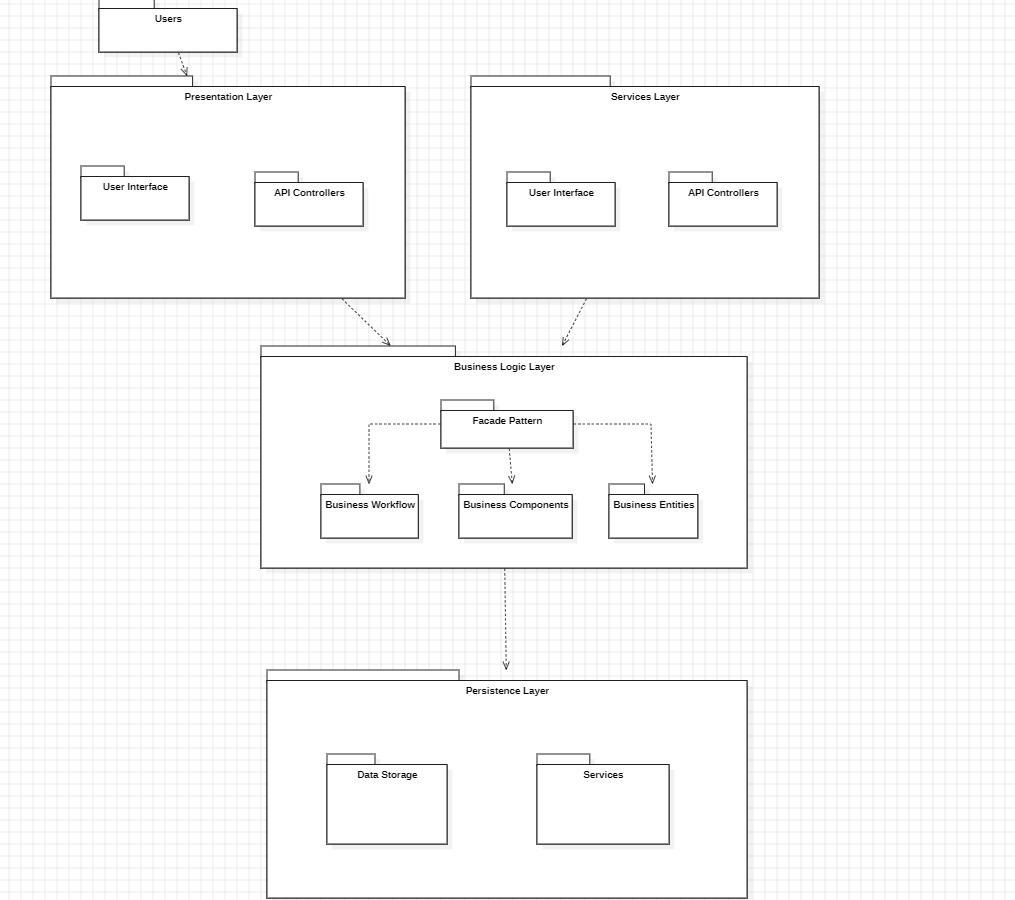 Users
Presentation Layer
User Interface
API Controllers
Services Layer
User Interface
API Controllers
Business Logic Layer
Facade Pattern
Business Workflow
Business Components
Business Entities
Persistence Layer
Data Storage
Services